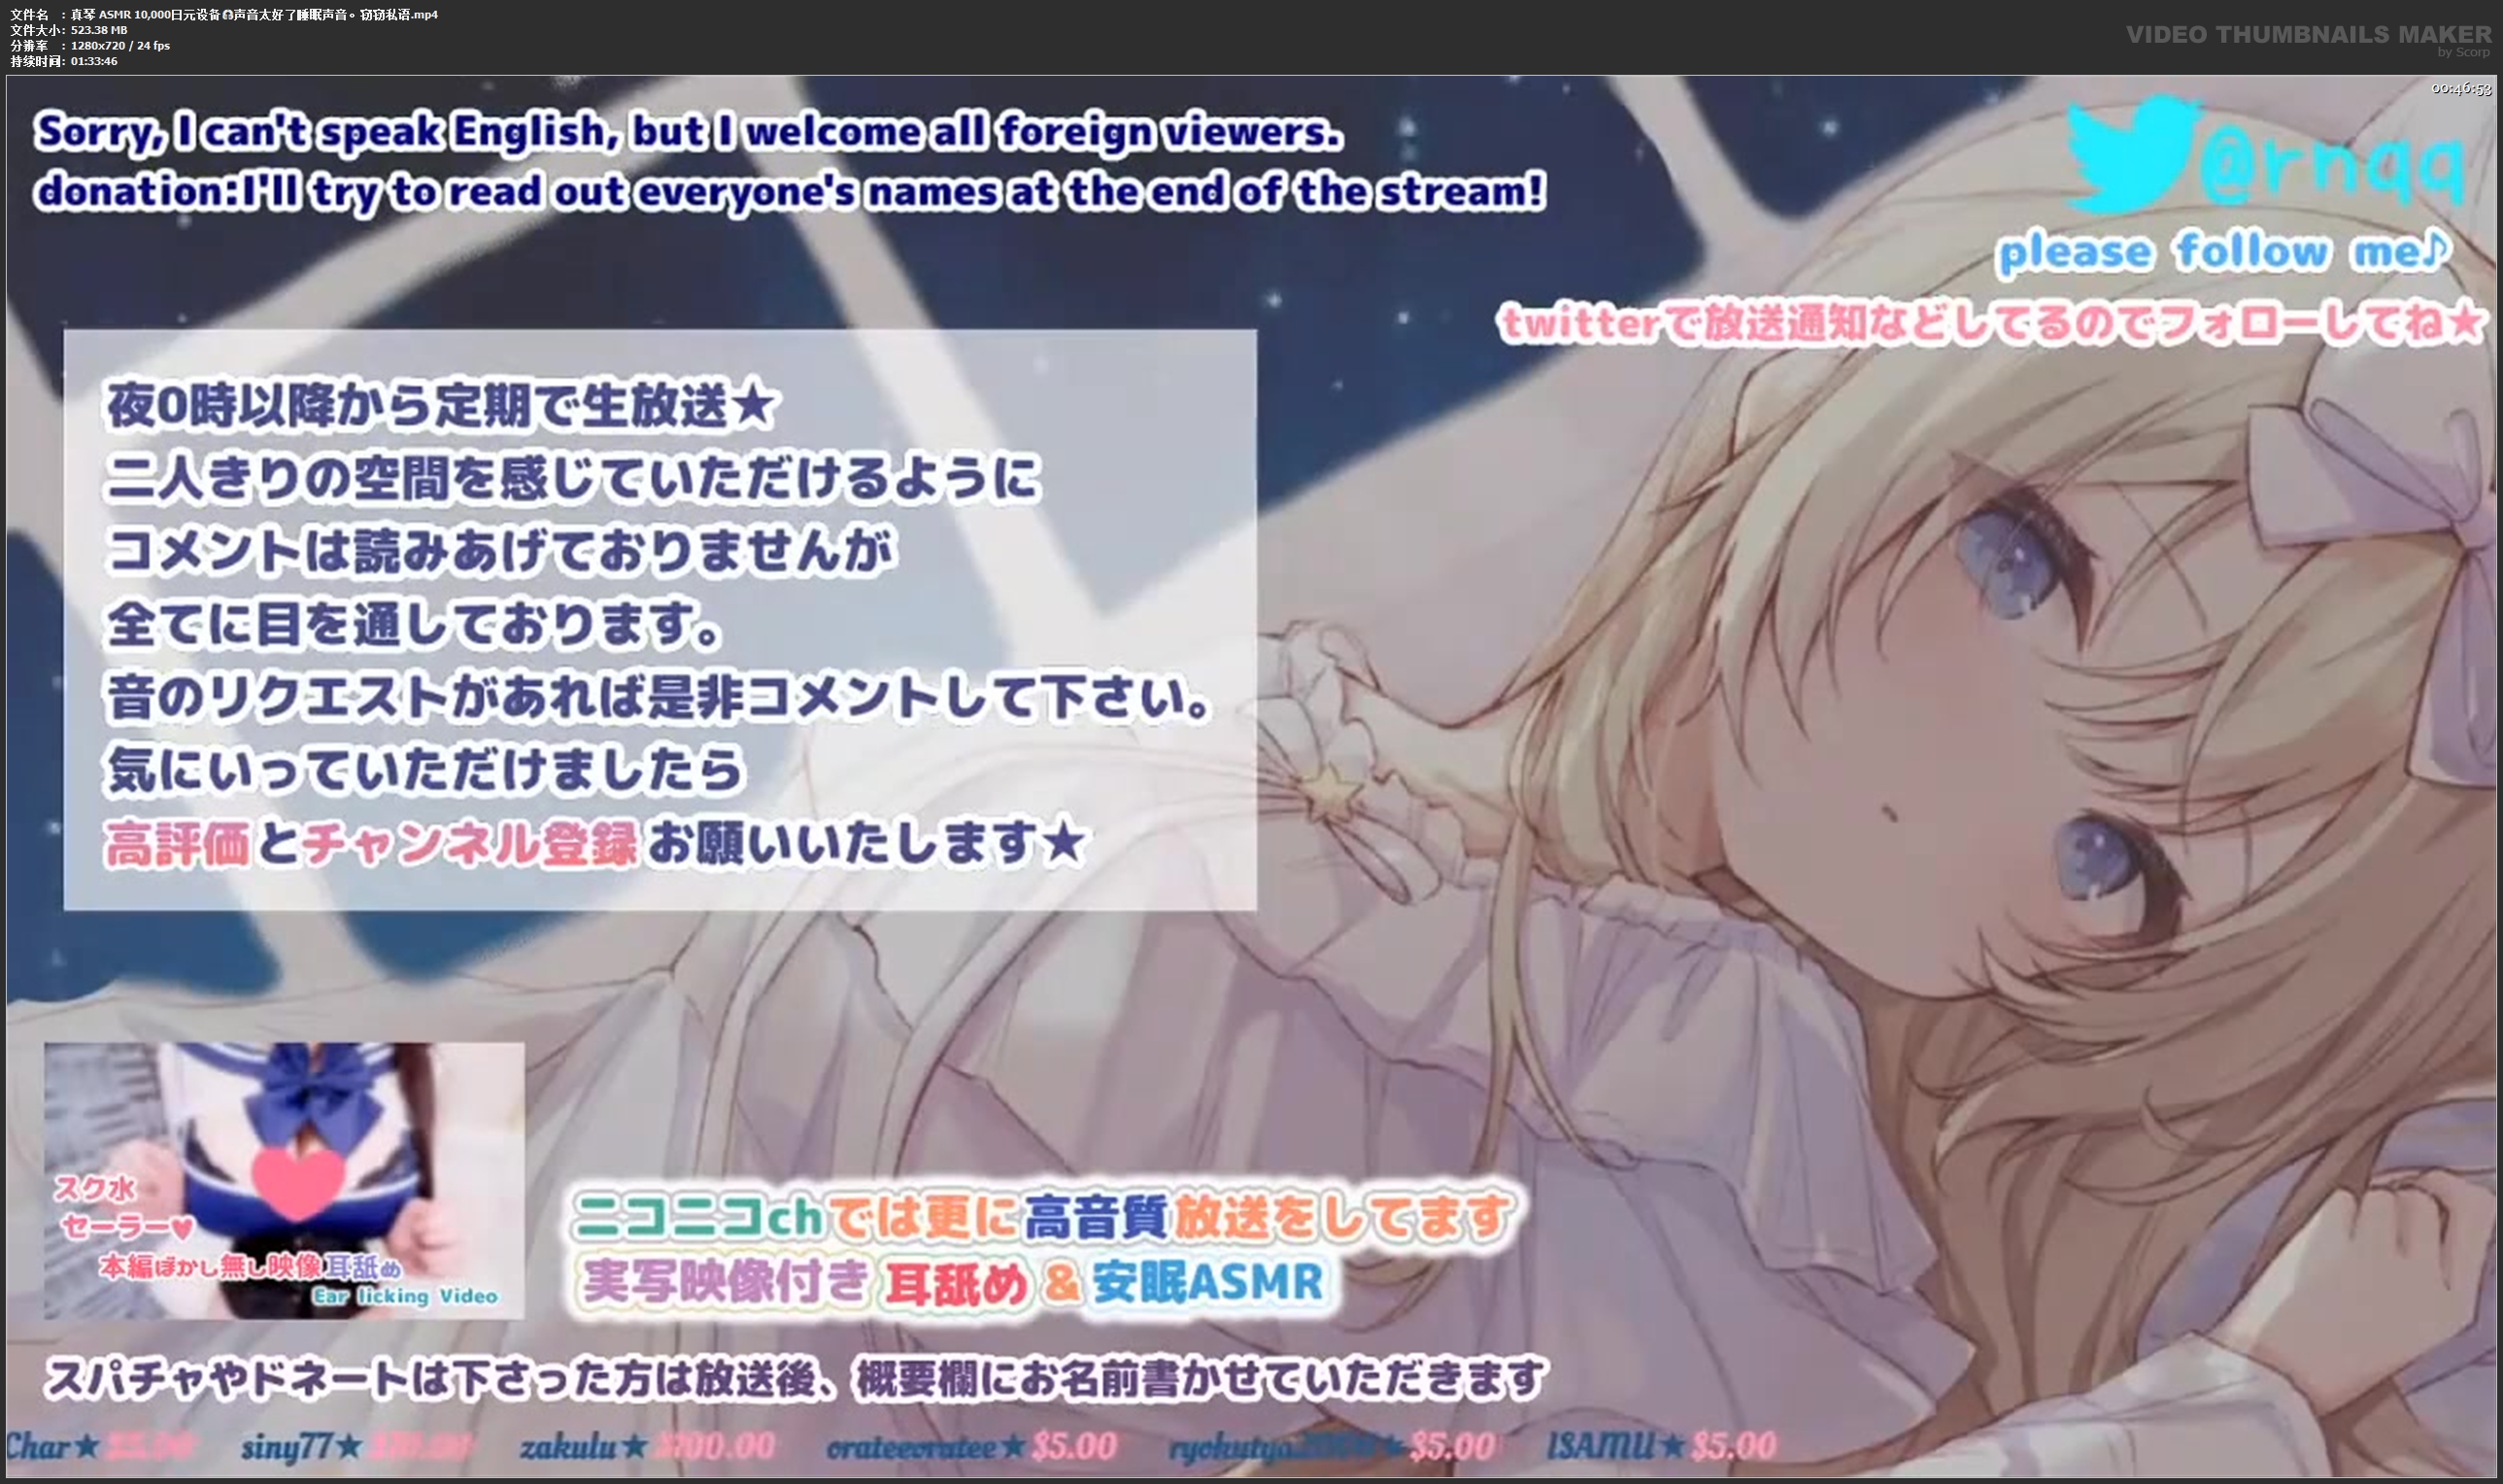 文件名 : 真琴 ASMR 10,000日元设备🎧声音太好了睡眠声音。窃窃私语.mp4
文件大小: 523.38 MB
分辨率 : 1280x720 / 24 fps
持续时间: 01:33:46
VIDEO THUMBNAILS MAKER
by Scorp
00:46:53
Sorry, I can't speak English, but I welcome all foreign viewers.
donation:I'll try to read out everyone's names at the end of the stream!
@rnqq
please follow me♪
twitterで放送通知などしてるのでフォローしてね★
夜0時以降から定期で生放送★
二人きりの空間を感じていただけるように
コメントは読みあげておりませんが
全てに目を通しております。
音のリクエストがあれば是非コメントして下さい。
気にいっていただけましたら
高評価とチャンネル登録お願いいたします★
スク水
セーラー♥
本編ぼかし無し映像耳舐め
Ear licking Video
ニコニコchでは更に高音質放送をしてます
実写映像付き耳舐め&安眠ASMR
スパチャやドネートは下さった方は放送後、概要欄にお名前書かせていただきます
Char★ siny77★ zakulu★ orateeoratee★$5.00 ★$5.00 ISAMU★$5.00